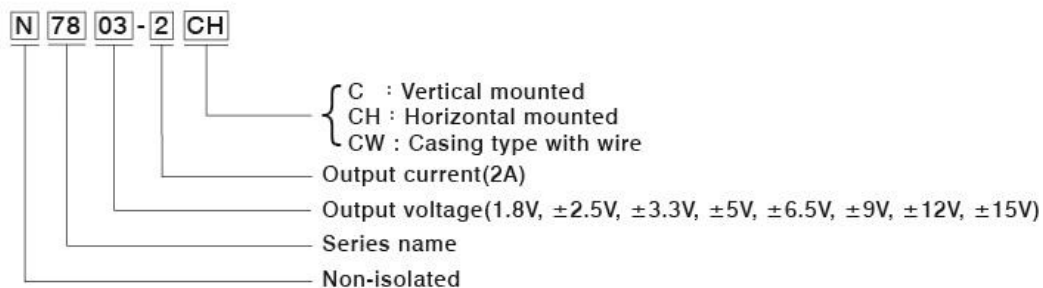 N 78 03-2 CH
C : Vertical mounted
CH : Horizontal mounted
CW : Casing type with wire
Output current(2A)
Output voltage(1.8V, ±2.5V, ±3.3V, ±5V, ±6.5V, ±9V, ±12V, ±15V)
Series name
Non-isolated